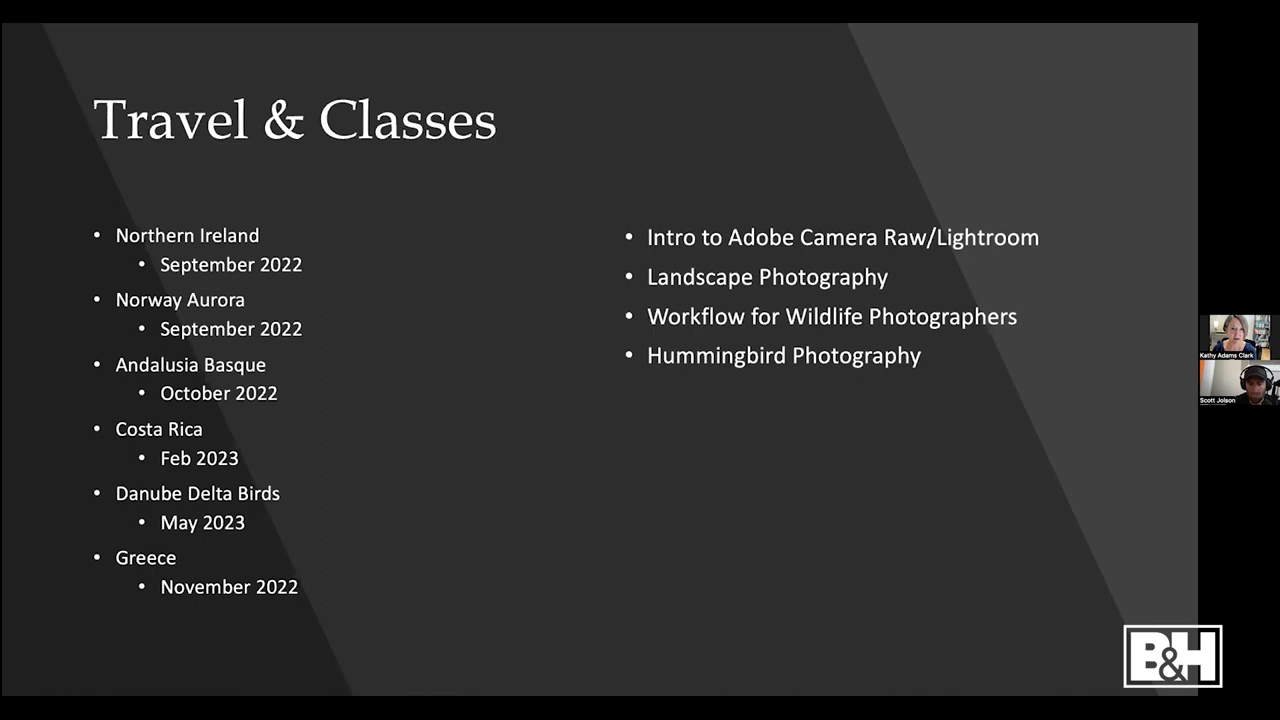 Travel & Classes
• Northern Ireland
• September 2022
• Norway Aurora
• September 2022
• Andalusia Basque
• October 2022
• Costa Rica
• Feb 2023
• Danube Delta Birds
• May 2023
• Greece
• November 2022
• Intro to Adobe Camera Raw/Lightroom
• Landscape Photography
• Workflow for Wildlife Photographers
• Hummingbird Photography
Kathy Adams Clark
Scott Jolson
B&H